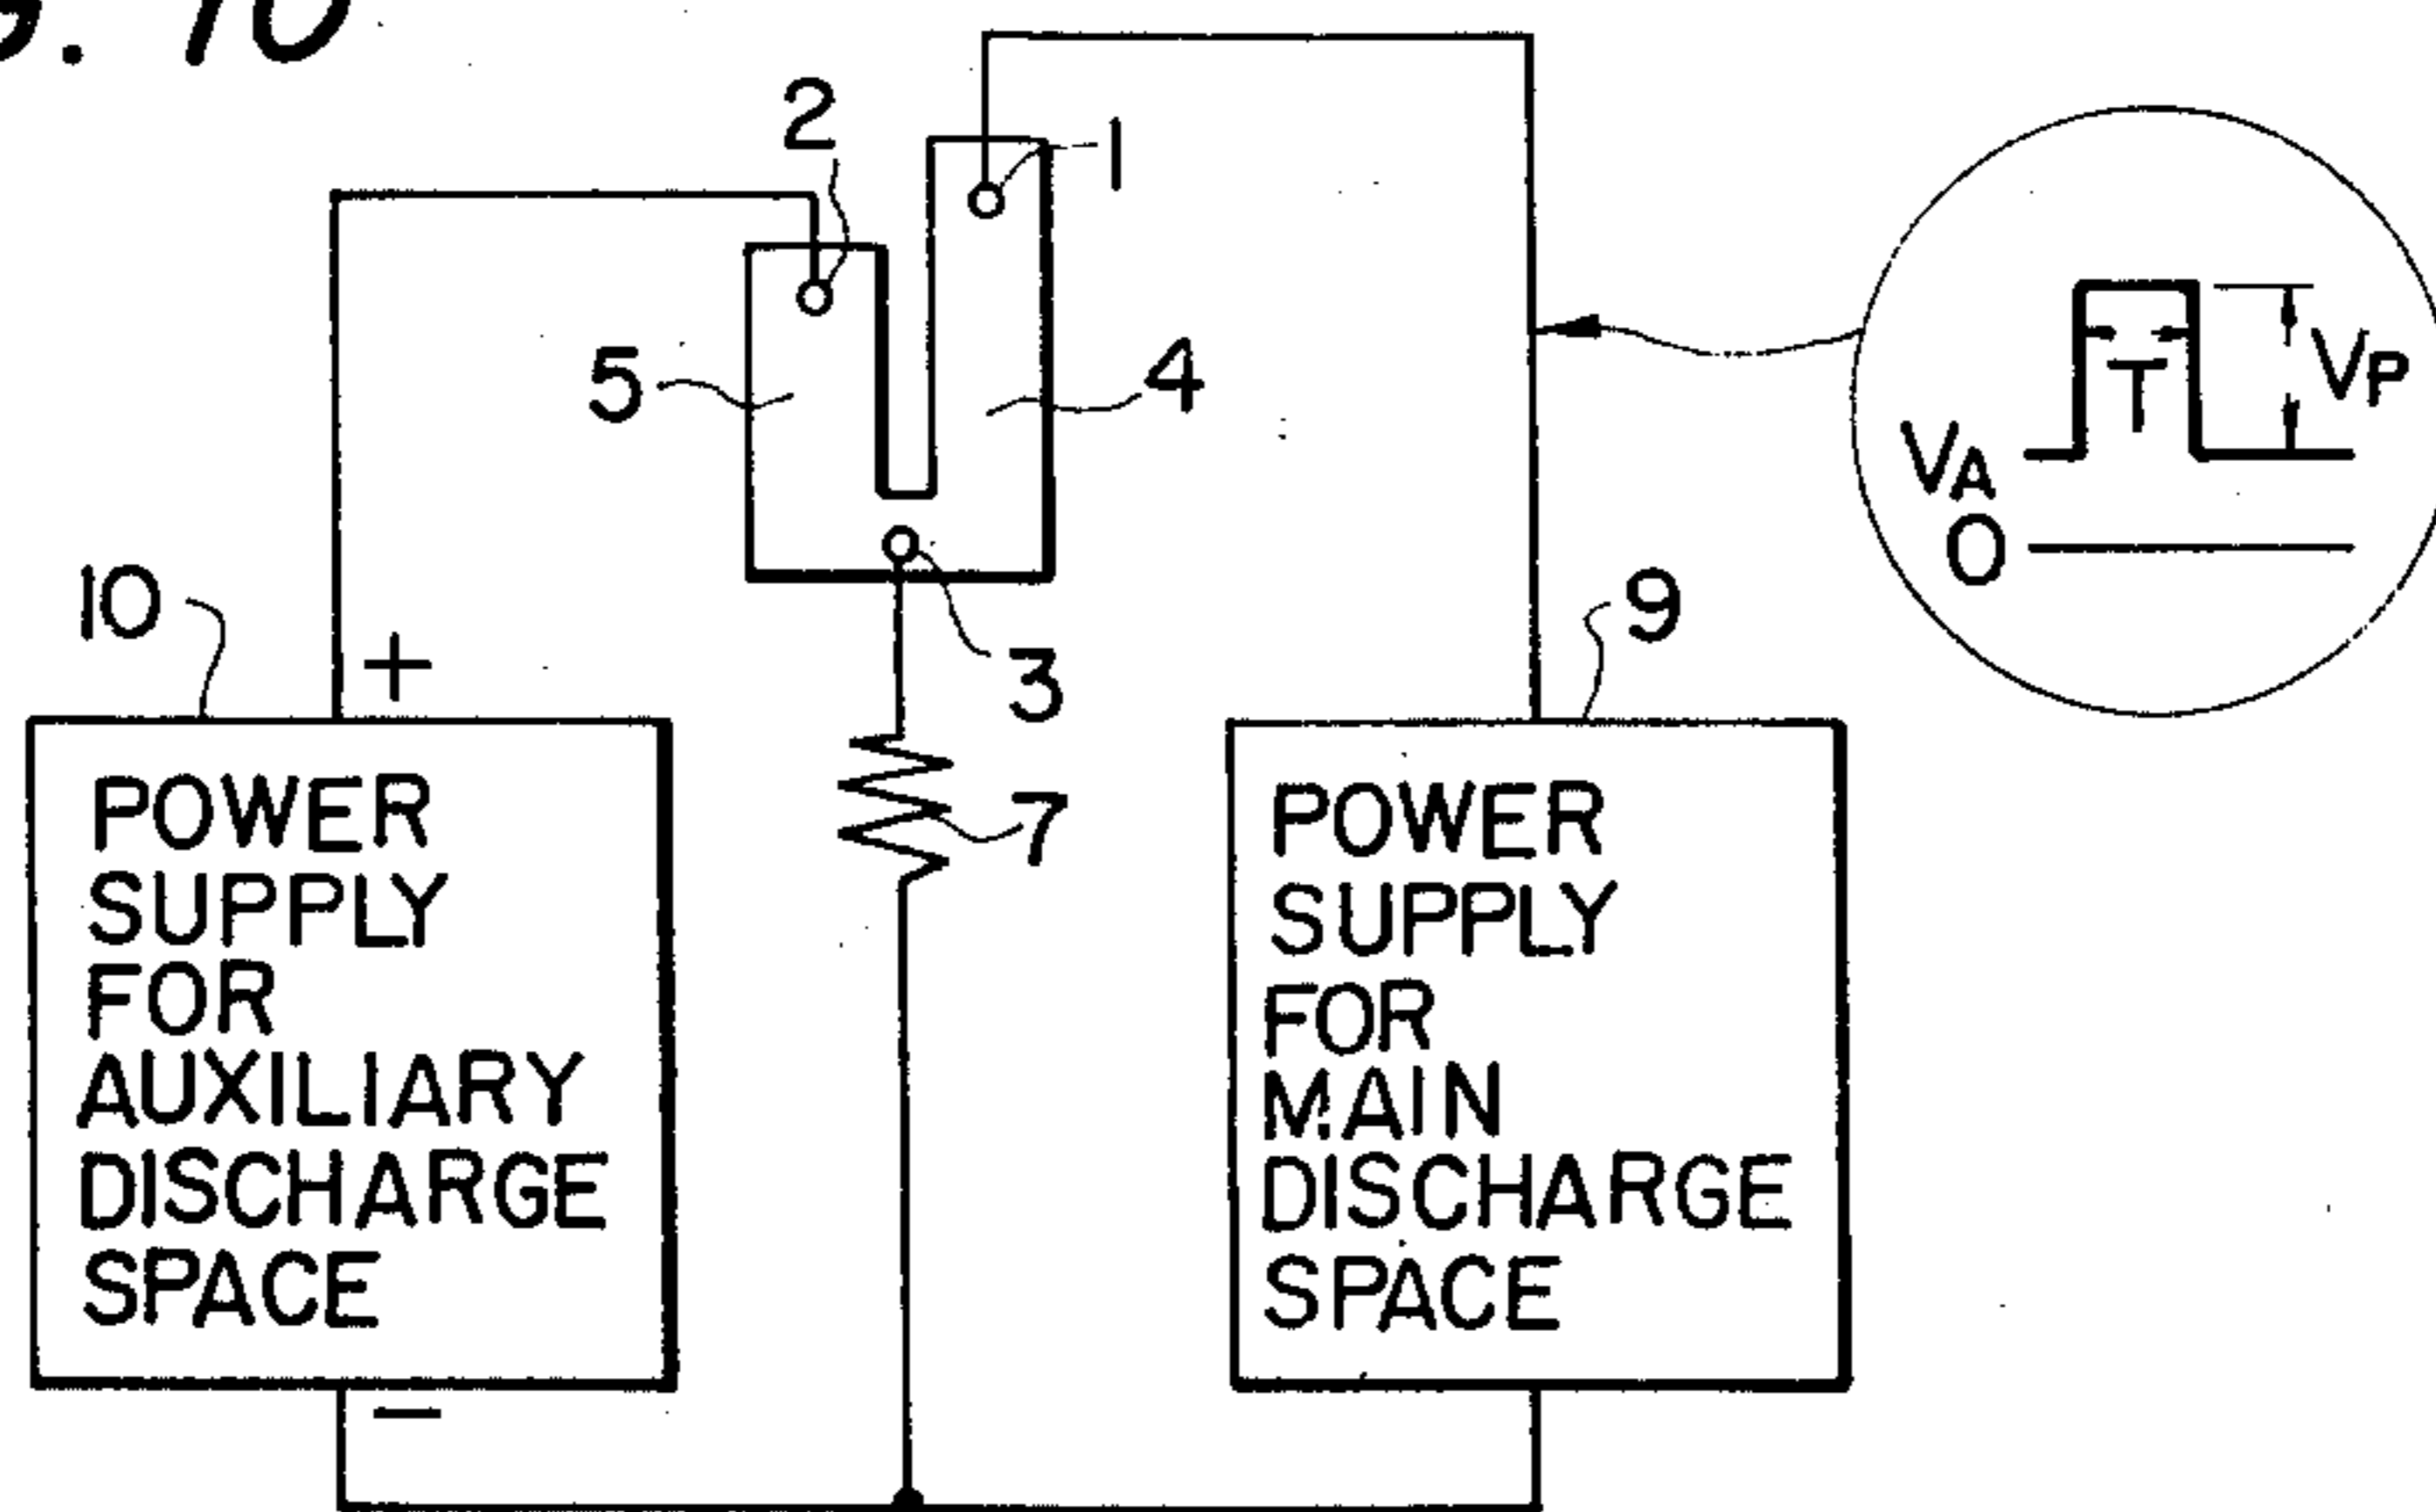 G. 10
2
1
5
4
VP
T
VA
O
10
+
3
9
7
POWER
SUPPLY
FOR
AUXILIARY
DISCHARGE
SPACE
POWER
SUPPLY
FOR
MAIN
DISCHARGE
SPACE
−